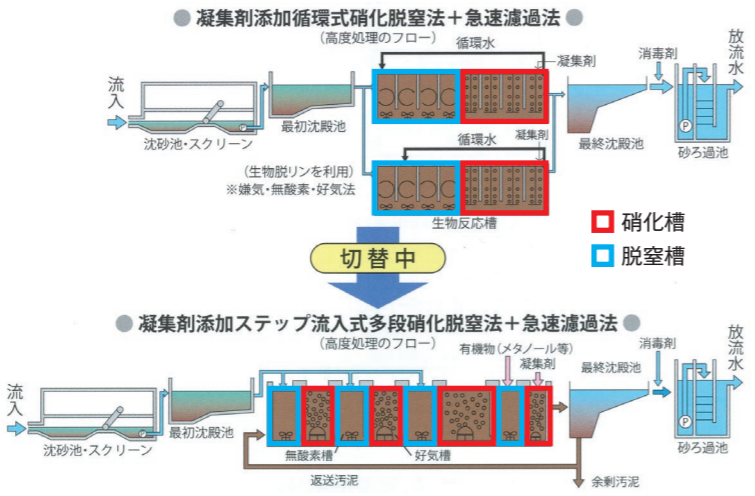 ● 凝集剤添加循環式硝化脱窒法＋急速濾過法 ●
(高度処理のフロー)
循環水
凝集剤
消毒剤
放流水
流入
沈砂池・スクリーン
最初沈殿池
最終沈殿池
砂ろ過池
P
P
(生物脱リンを利用)
※嫌気・無酸素・好気法
循環水
凝集剤
生物反応槽
硝化槽
脱窒槽
切替中
● 凝集剤添加ステップ流入式多段硝化脱窒法＋急速濾過法 ●
(高度処理のフロー)
有機物(メタノール等)
凝集剤
最終沈殿池
消毒剤
放流水
流入
沈砂池・スクリーン
最初沈殿池
無酸素槽
好気槽
砂ろ過池
P
P
返送汚泥
余剰汚泥